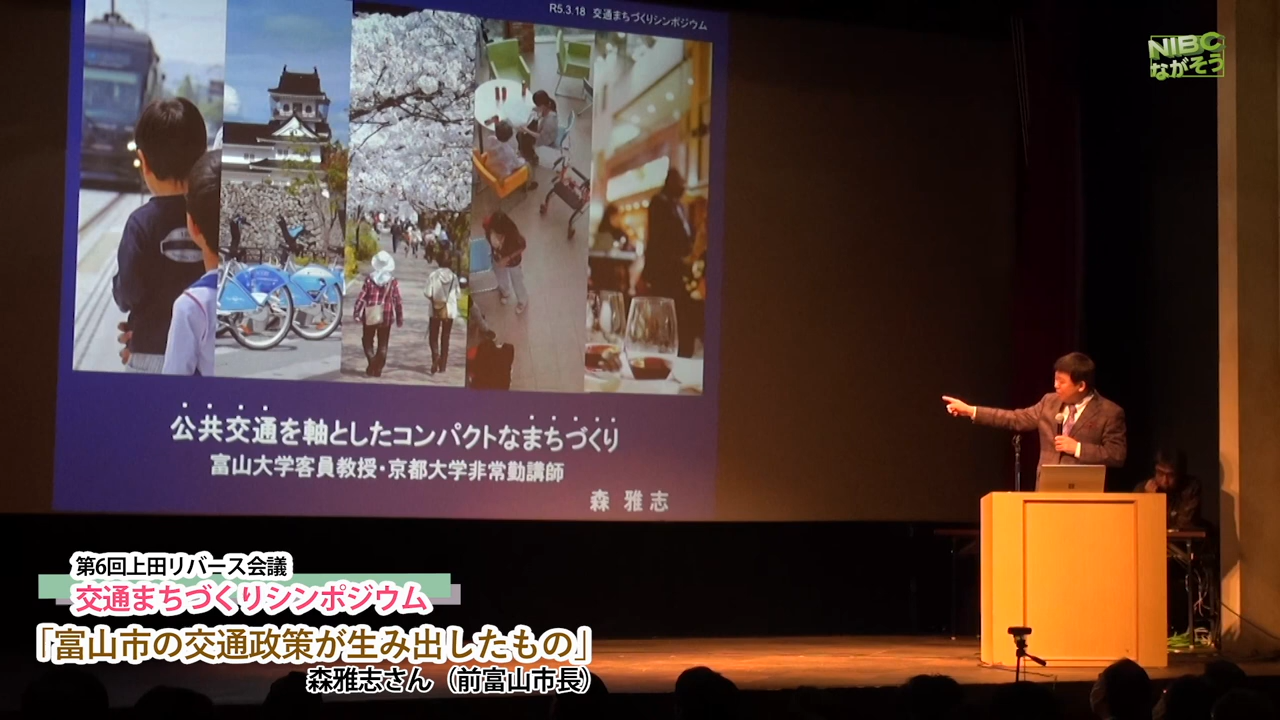 R5.3.18 交通まちづくりシンポジウム
NIBC
ながそう
公共交通を軸としたコンパクトなまちづくり
富山大学客員教授・京都大学非常勤講師
森 雅志
第6回上田リバース会議
交通まちづくりシンポジウム
「富山市の交通政策が生み出したもの」
森雅志さん（前富山市長）